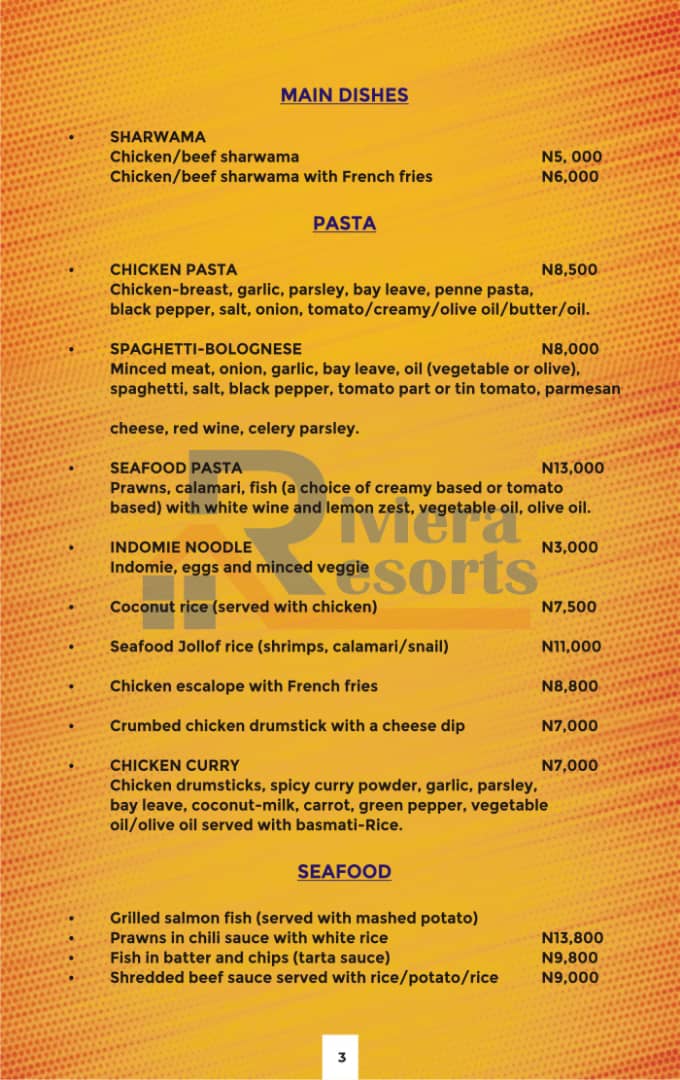 MAIN DISHES
• SHARWAMA
Chicken/beef sharwama N5, 000
Chicken/beef sharwama with French fries N6,000
PASTA
• CHICKEN PASTA N8,500
Chicken-breast, garlic, parsley, bay leave, penne pasta,
black pepper, salt, onion, tomato/creamy/olive oil/butter/oil.
• SPAGHETTI-BOLOGNESE N8,000
Minced meat, onion, garlic, bay leave, oil (vegetable or olive),
spaghetti, salt, black pepper, tomato part or tin tomato, parmesan
cheese, red wine, celery parsley.
• SEAFOOD PASTA N13,000
Prawns, calamari, fish (a choice of creamy based or tomato
based) with white wine and lemon zest, vegetable oil, olive oil.
• INDOMIE NOODLE N3,000
Indomie, eggs and minced veggie
Riviera
Resorts
• Coconut rice (served with chicken) N7,500
• Seafood Jollof rice (shrimps, calamari/snail) N11,000
• Chicken escalope with French fries N8,800
• Crumbed chicken drumstick with a cheese dip N7,000
• CHICKEN CURRY N7,000
Chicken drumsticks, spicy curry powder, garlic, parsley,
bay leave, coconut-milk, carrot, green pepper, vegetable
oil/olive oil served with basmati-Rice.
SEAFOOD
• Grilled salmon fish (served with mashed potato)
• Prawns in chili sauce with white rice N13,800
• Fish in batter and chips (tarta sauce) N9,800
• Shredded beef sauce served with rice/potato/rice N9,000
3